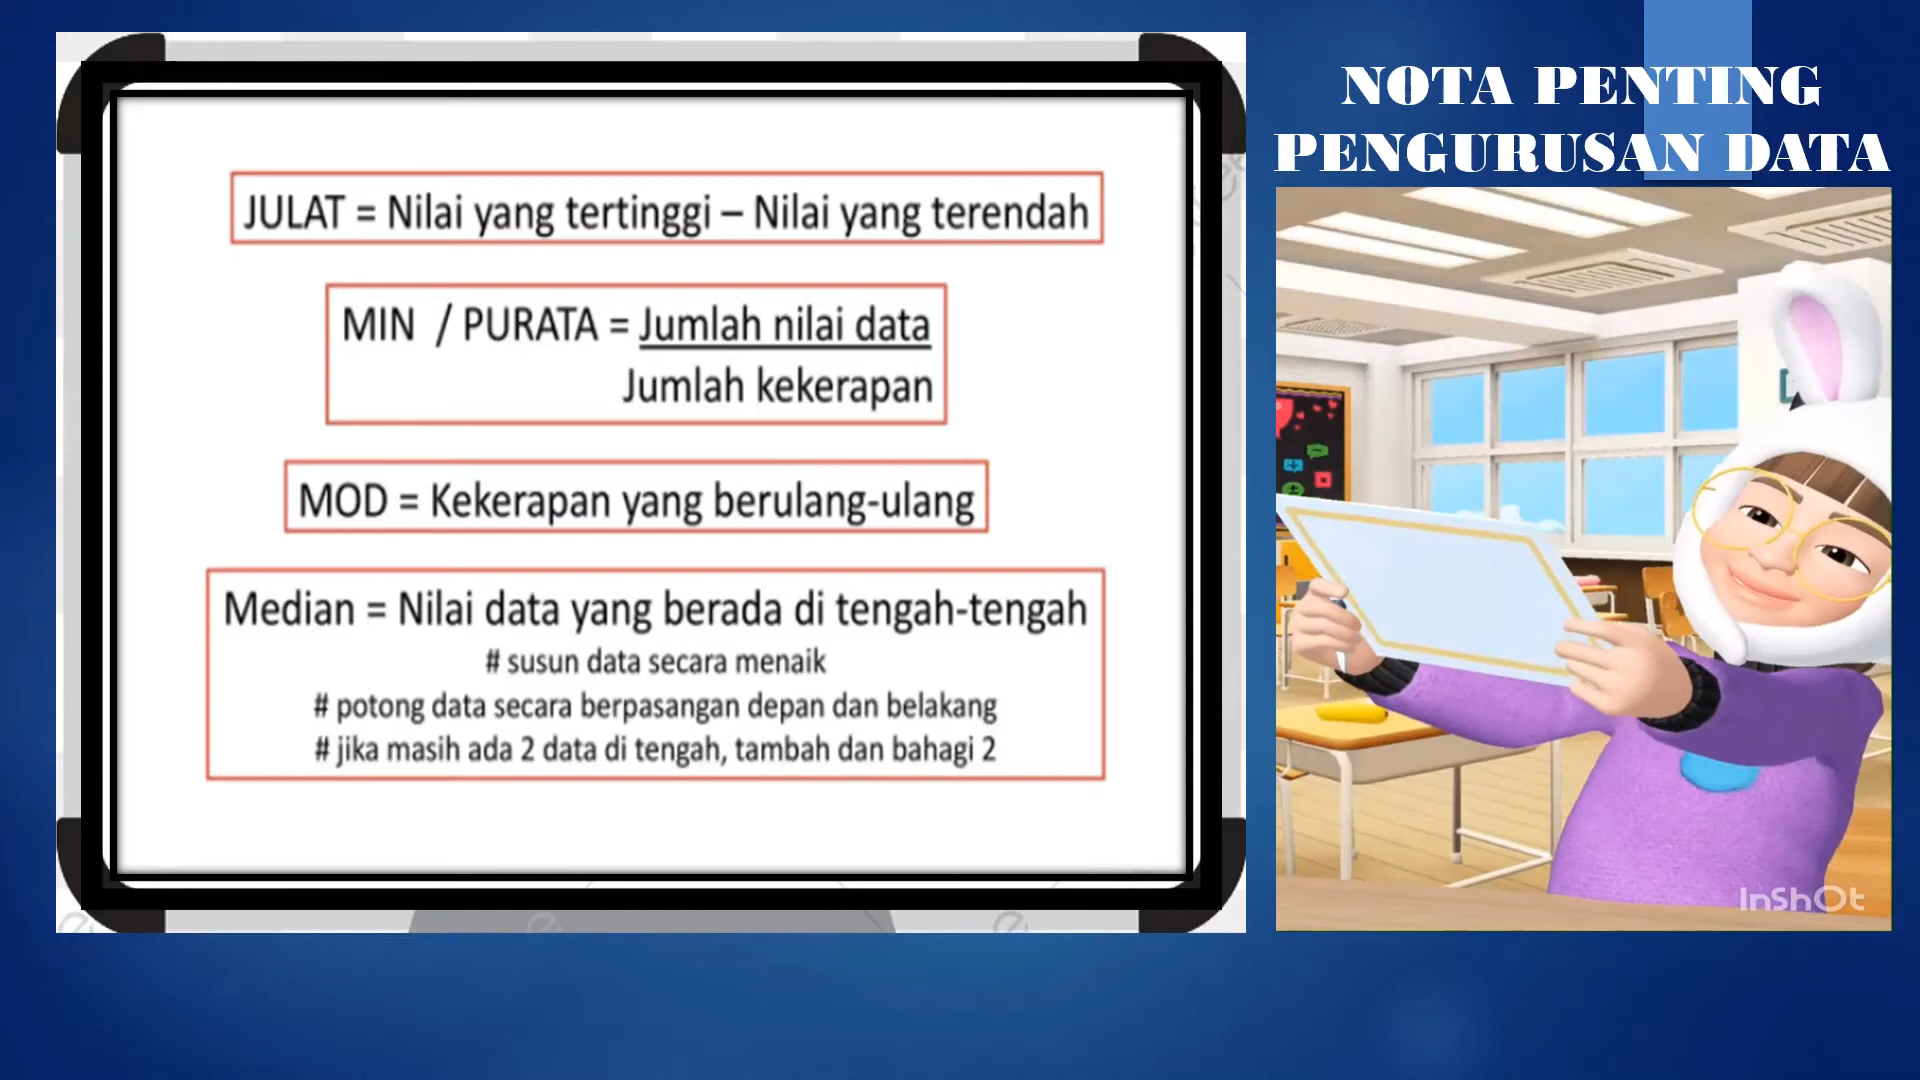 NOTA PENTING
PENGURUSAN DATA
JULAT = Nilai yang tertinggi – Nilai yang terendah
MIN / PURATA = Jumlah nilai data
Jumlah kekerapan
MOD = Kekerapan yang berulang-ulang
Median = Nilai data yang berada di tengah-tengah
# susun data secara menaik
# potong data secara berpasangan depan dan belakang
# jika masih ada 2 data di tengah, tambah dan bahagi 2
InShOt